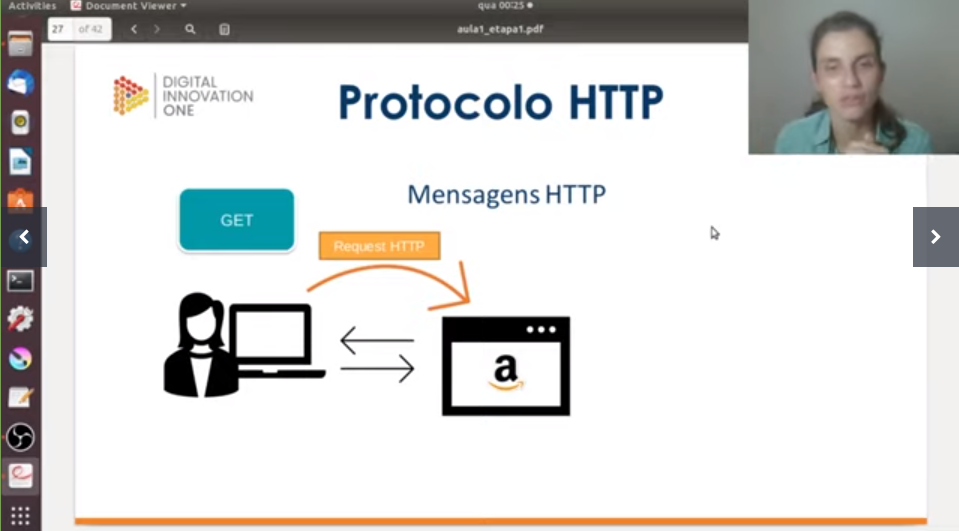 Activities
Document Viewer
qua 00:25
27
of 42
aula1_etapa1.pdf
DIGITAL
INNOVATION
ONE
Protocolo HTTP
Mensagens HTTP
GET
Request HTTP
a